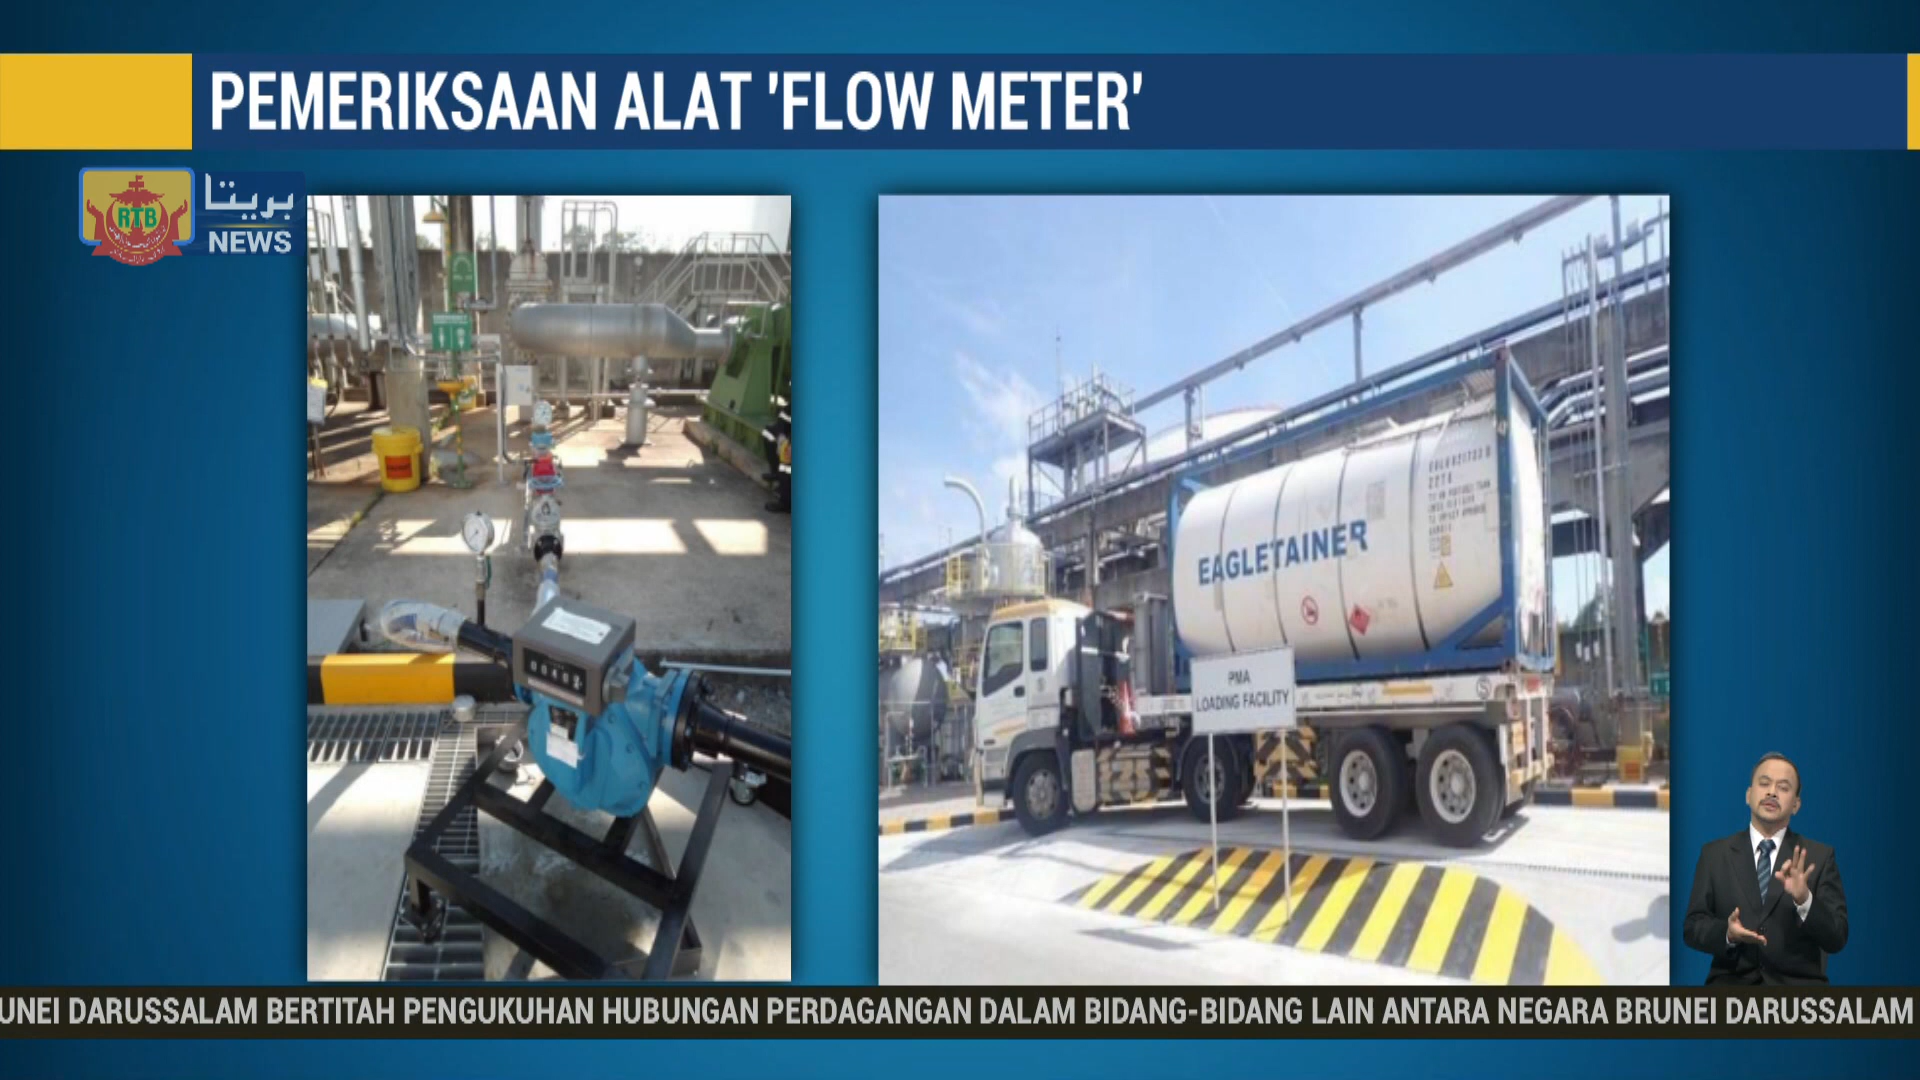 PEMERIKSAAN ALAT 'FLOW METER'
RTB
بريتا
NEWS
EAGLETAINER
2276
PMA
LOADING FACILITY
UNEI DARUSSALAM BERTITAH PENGUKUHAN HUBUNGAN PERDAGANGAN DALAM BIDANG-BIDANG LAIN ANTARA NEGARA BRUNEI DARUSSALAM